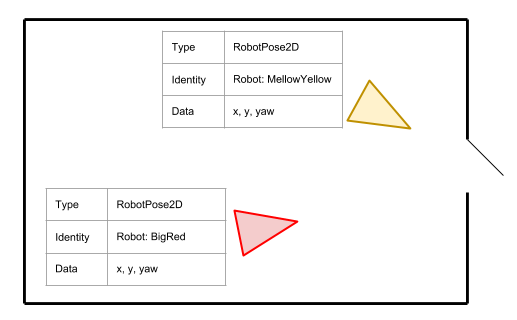 Type RobotPose2D
Identity Robot: MellowYellow
Data x, y, yaw
Type RobotPose2D
Identity Robot: BigRed
Data x, y, yaw